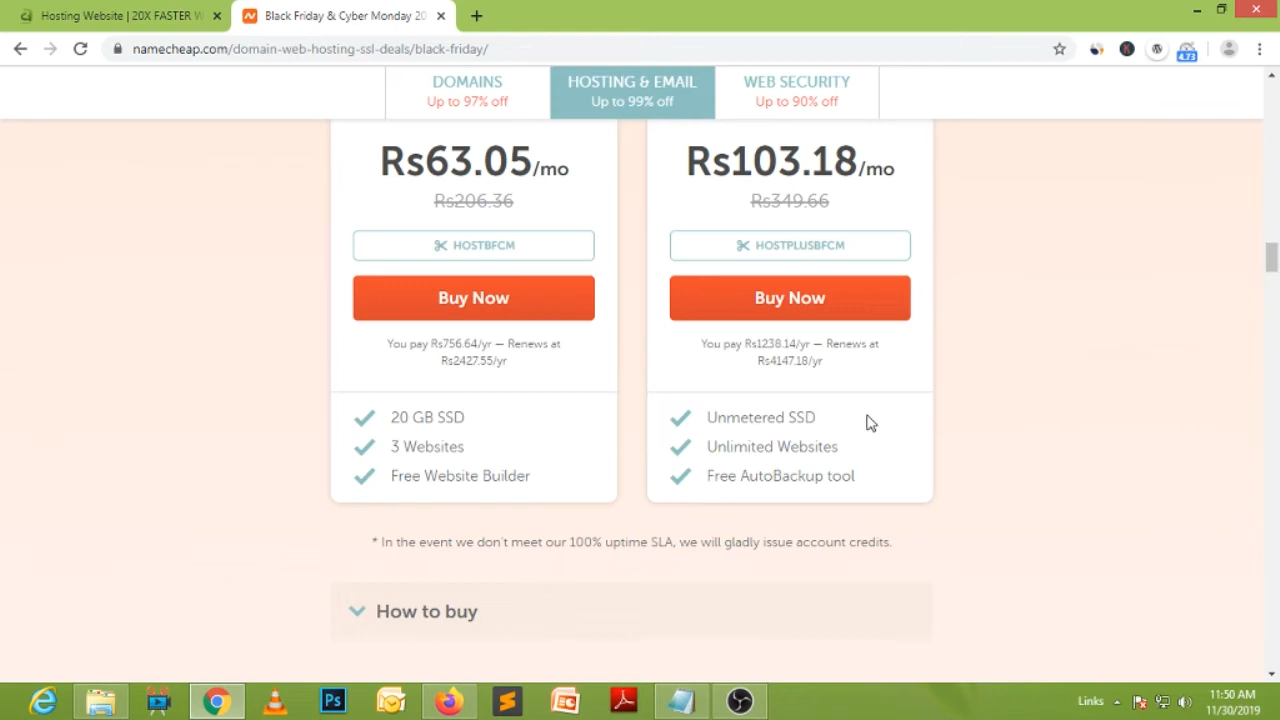 Hosting Website | 20X FASTER W
Black Friday & Cyber Monday 20
namecheap.com/domain-web-hosting-ssl-deals/black-friday/
4.73
DOMAINS
Up to 97% off
HOSTING & EMAIL
Up to 99% off
WEB SECURITY
Up to 90% off
Rs63.05/mo
Rs206.36
HOSTBFCM
Buy Now
You pay Rs756.64/yr — Renews at
Rs2427.55/yr
20 GB SSD
3 Websites
Free Website Builder
Rs103.18/mo
Rs349.66
HOSTPLUSBFCM
Buy Now
You pay Rs1238.14/yr — Renews at
Rs4147.18/yr
Unmetered SSD
Unlimited Websites
Free AutoBackup tool
* In the event we don't meet our 100% uptime SLA, we will gladly issue account credits.
How to buy
Ps
Links
11:50 AM
11/30/2019